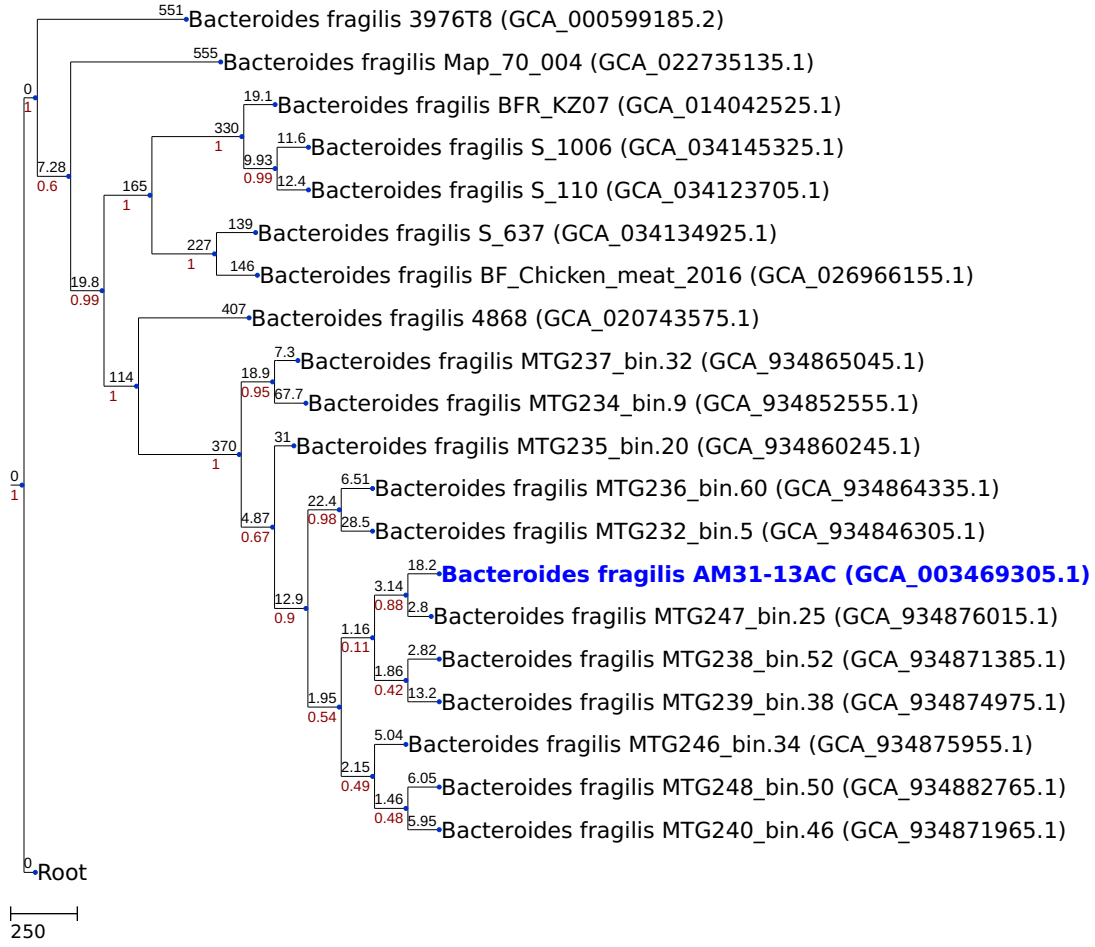 551 Bacteroides fragilis 3976T8 (GCA_000599185.2)
555 Bacteroides fragilis Map_70_004 (GCA_022735135.1)
0
1
19.1 Bacteroides fragilis BFR_KZ07 (GCA_014042525.1)
330
1
11.6 Bacteroides fragilis S_1006 (GCA_034145325.1)
9.93
0.99
7.28
0.6
12.4 Bacteroides fragilis S_110 (GCA_034123705.1)
165
1
139 Bacteroides fragilis S_637 (GCA_034134925.1)
227
1
146 Bacteroides fragilis BF_Chicken_meat_2016 (GCA_026966155.1)
19.8
0.99
407 Bacteroides fragilis 4868 (GCA_020743575.1)
7.3 Bacteroides fragilis MTG237_bin.32 (GCA_934865045.1)
114
1
18.9
0.95
67.7 Bacteroides fragilis MTG234_bin.9 (GCA_934852555.1)
31 Bacteroides fragilis MTG235_bin.20 (GCA_934860245.1)
370
1
0
1
6.51 Bacteroides fragilis MTG236_bin.60 (GCA_934864335.1)
22.4
0.98
4.87
0.67
28.5 Bacteroides fragilis MTG232_bin.5 (GCA_934846305.1)
18.2 Bacteroides fragilis AM31-13AC (GCA_003469305.1)
3.14
0.88
12.9
0.9
2.8 Bacteroides fragilis MTG247_bin.25 (GCA_934876015.1)
1.16
0.11
2.82 Bacteroides fragilis MTG238_bin.52 (GCA_934871385.1)
1.86
0.42
13.2 Bacteroides fragilis MTG239_bin.38 (GCA_934874975.1)
1.95
0.54
5.04 Bacteroides fragilis MTG246_bin.34 (GCA_934875955.1)
2.15
0.49
6.05 Bacteroides fragilis MTG248_bin.50 (GCA_934882765.1)
1.46
0.48
5.95 Bacteroides fragilis MTG240_bin.46 (GCA_934871965.1)
0 Root
250